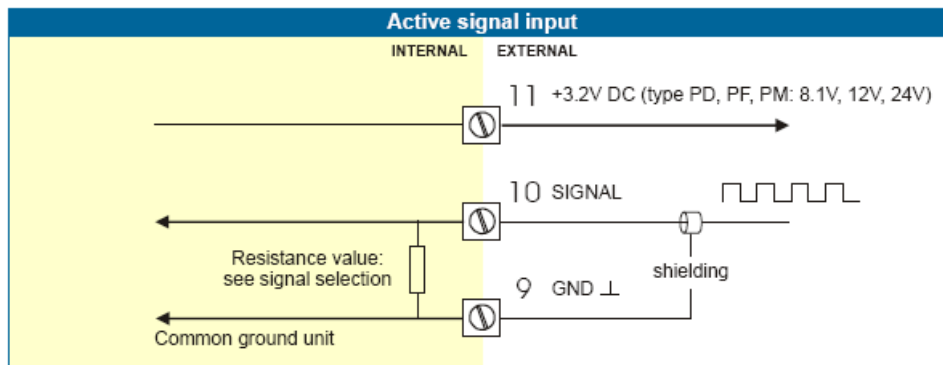 Active signal input
INTERNAL EXTERNAL
11 +3.2V DC (type PD, PF, PM: 8.1V, 12V, 24V)
10 SIGNAL
Resistance value:
see signal selection
shielding
9 GND ⊥
Common ground unit